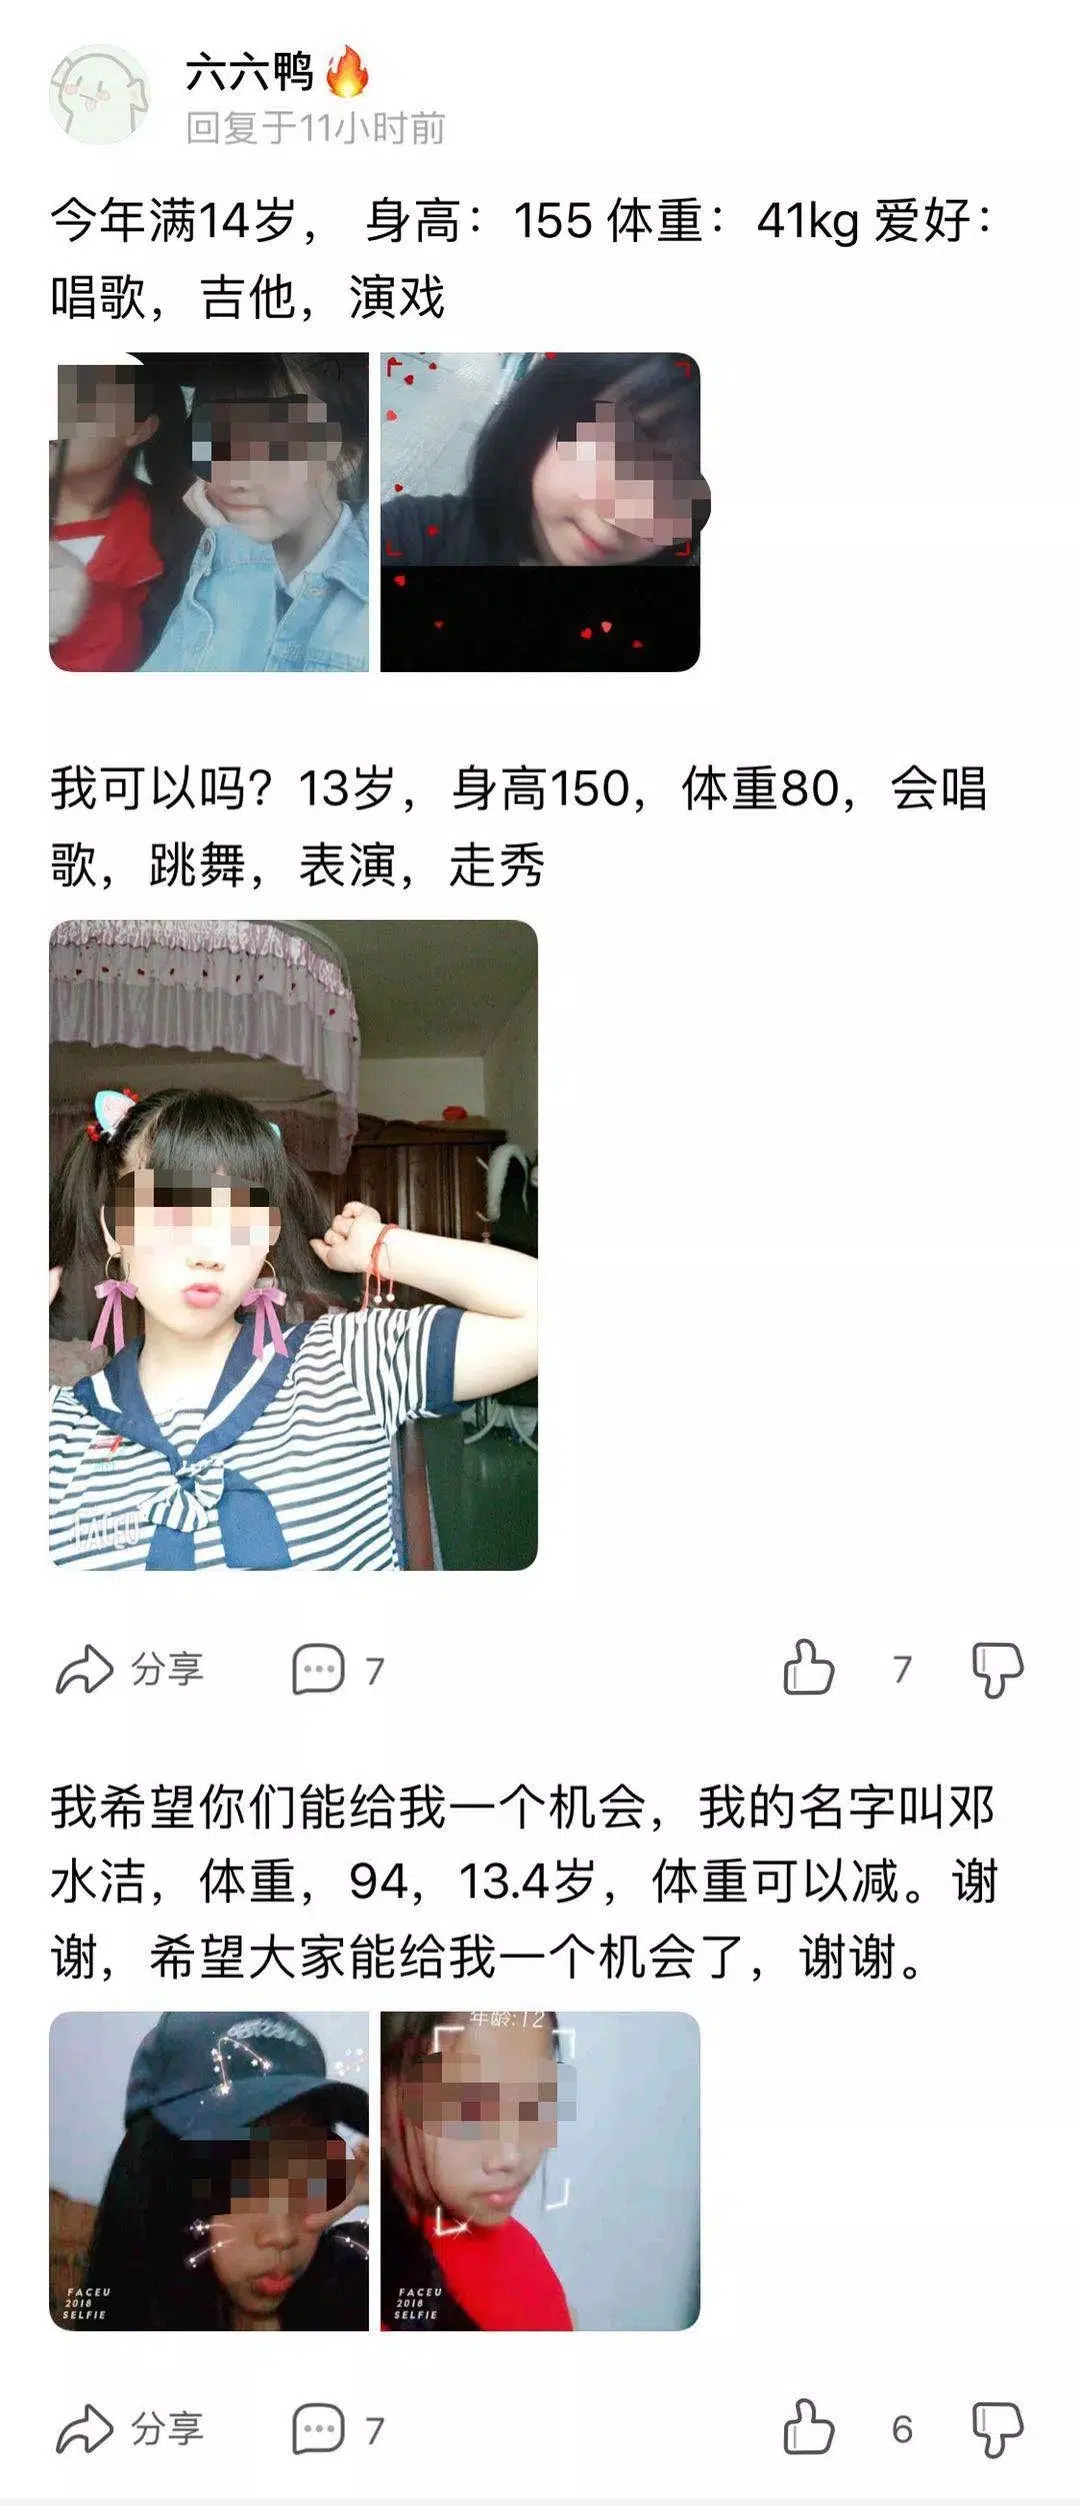 六六鸭🔥
回复于11小时前
今年满14岁， 身高：155 体重：41kg 爱好：
唱歌，吉他，演戏
我可以吗？13岁， 身高150， 体重80， 会唱
歌，跳舞，表演，走秀
FACEU
分享 7 7
我希望你们能给我一个机会，我的名字叫邓
水洁，体重，94，13.4岁，体重可以减。谢
谢，希望大家能给我一个机会了，谢谢。
年龄:12
FACEU
2018
SELFIE
FACEU
2018
SELFIE
分享 7 6